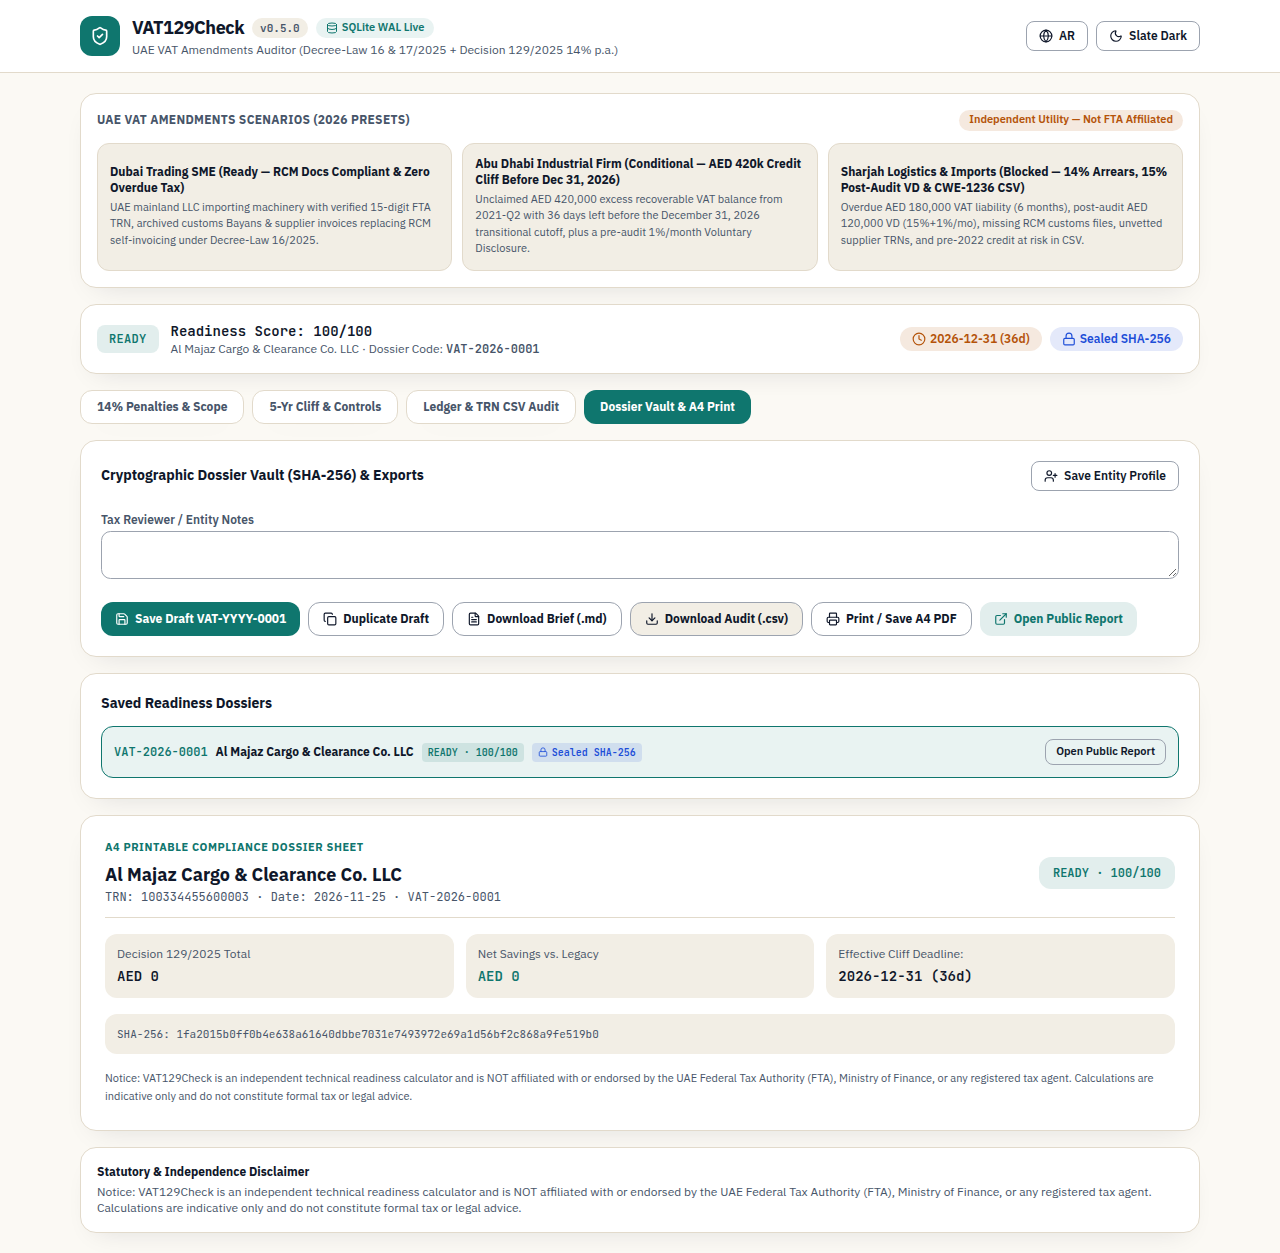 VAT129Check v0.5.0 SQLite WAL Live
UAE VAT Amendments Auditor (Decree-Law 16 & 17/2025 + Decision 129/2025 14% p.a.)
AR
Slate Dark
UAE VAT AMENDMENTS SCENARIOS (2026 PRESETS)
Independent Utility — Not FTA Affiliated
Dubai Trading SME (Ready — RCM Docs Compliant & Zero
Overdue Tax)
UAE mainland LLC importing machinery with verified 15-digit FTA
TRN, archived customs Bayans & supplier invoices replacing RCM
self-invoicing under Decree-Law 16/2025.
Abu Dhabi Industrial Firm (Conditional — AED 420k Credit
Cliff Before Dec 31, 2026)
Unclaimed AED 420,000 excess recoverable VAT balance from
2021-Q2 with 36 days left before the December 31, 2026
transitional cutoff, plus a pre-audit 1%/month Voluntary
Disclosure.
Sharjah Logistics & Imports (Blocked — 14% Arrears, 15%
Post-Audit VD & CWE-1236 CSV)
Overdue AED 180,000 VAT liability (6 months), post-audit AED
120,000 VD (15%+1%/mo), missing RCM customs files, unvetted
supplier TRNs, and pre-2022 credit at risk in CSV.
READY
Readiness Score: 100/100
Al Majaz Cargo & Clearance Co. LLC · Dossier Code: VAT-2026-0001
2026-12-31 (36d)
Sealed SHA-256
14% Penalties & Scope
5-Yr Cliff & Controls
Ledger & TRN CSV Audit
Dossier Vault & A4 Print
Cryptographic Dossier Vault (SHA-256) & Exports
Save Entity Profile
Tax Reviewer / Entity Notes
Save Draft VAT-YYYY-0001
Duplicate Draft
Download Brief (.md)
Download Audit (.csv)
Print / Save A4 PDF
Open Public Report
Saved Readiness Dossiers
VAT-2026-0001 Al Majaz Cargo & Clearance Co. LLC READY · 100/100 Sealed SHA-256
Open Public Report
A4 PRINTABLE COMPLIANCE DOSSIER SHEET
Al Majaz Cargo & Clearance Co. LLC
TRN: 100334455600003 · Date: 2026-11-25 · VAT-2026-0001
READY · 100/100
Decision 129/2025 Total
AED 0
Net Savings vs. Legacy
AED 0
Effective Cliff Deadline:
2026-12-31 (36d)
SHA-256: 1fa2015b0ff0b4e638a61640dbbe7031e7493972e69a1d56bf2c868a9fe519b0
Notice: VAT129Check is an independent technical readiness calculator and is NOT affiliated with or endorsed by the UAE Federal Tax Authority (FTA), Ministry of Finance, or any registered tax agent. Calculations are
indicative only and do not constitute formal tax or legal advice.
Statutory & Independence Disclaimer
Notice: VAT129Check is an independent technical readiness calculator and is NOT affiliated with or endorsed by the UAE Federal Tax Authority (FTA), Ministry of Finance, or any registered tax agent.
Calculations are indicative only and do not constitute formal tax or legal advice.